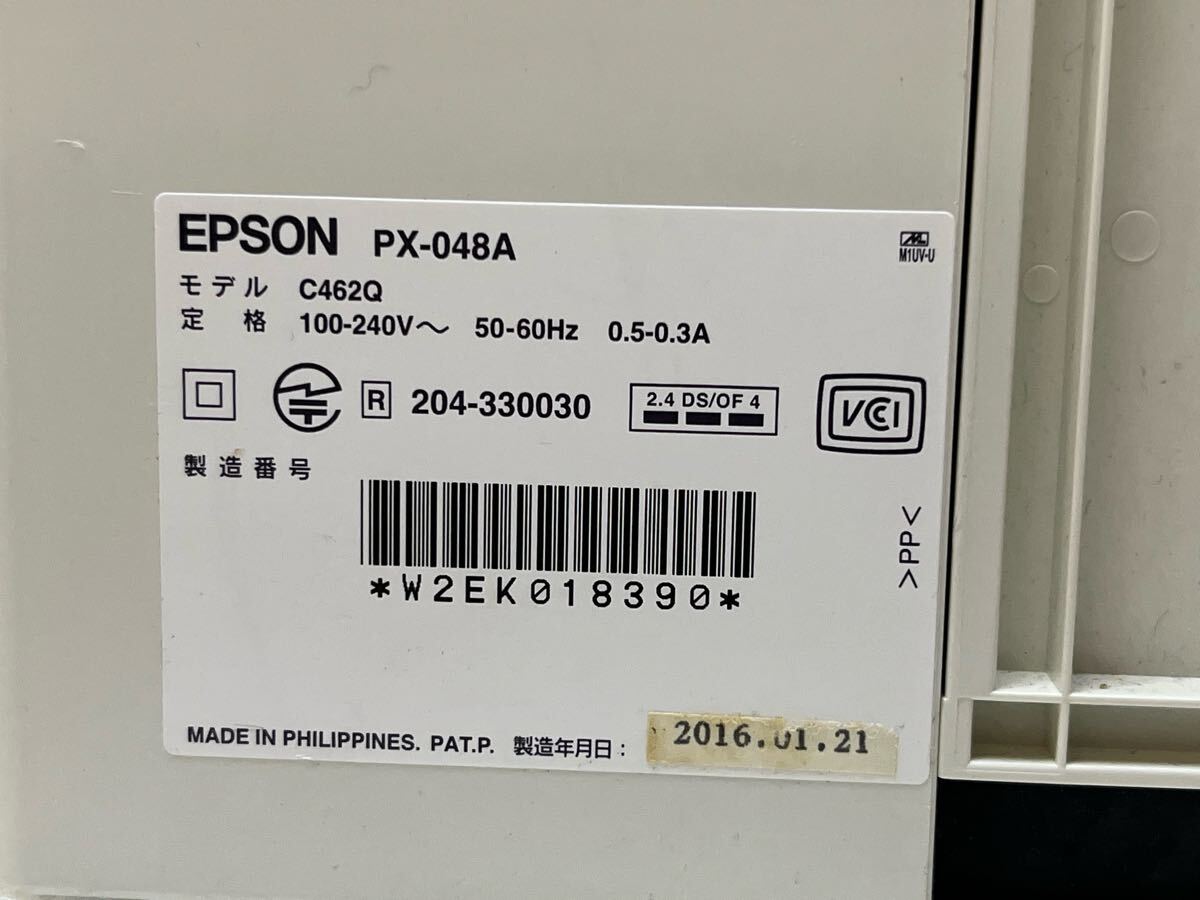 EPSON PX-048A
M1UV-U
モデル C462Q
定 格 100-240V〜 50-60Hz 0.5-0.3A
R 204-330030
2.4 DS/OF 4
VCCI
製造番号
*W2EK018390*
>PP<
MADE IN PHILIPPINES. PAT.P. 製造年月日: 2016.01.21